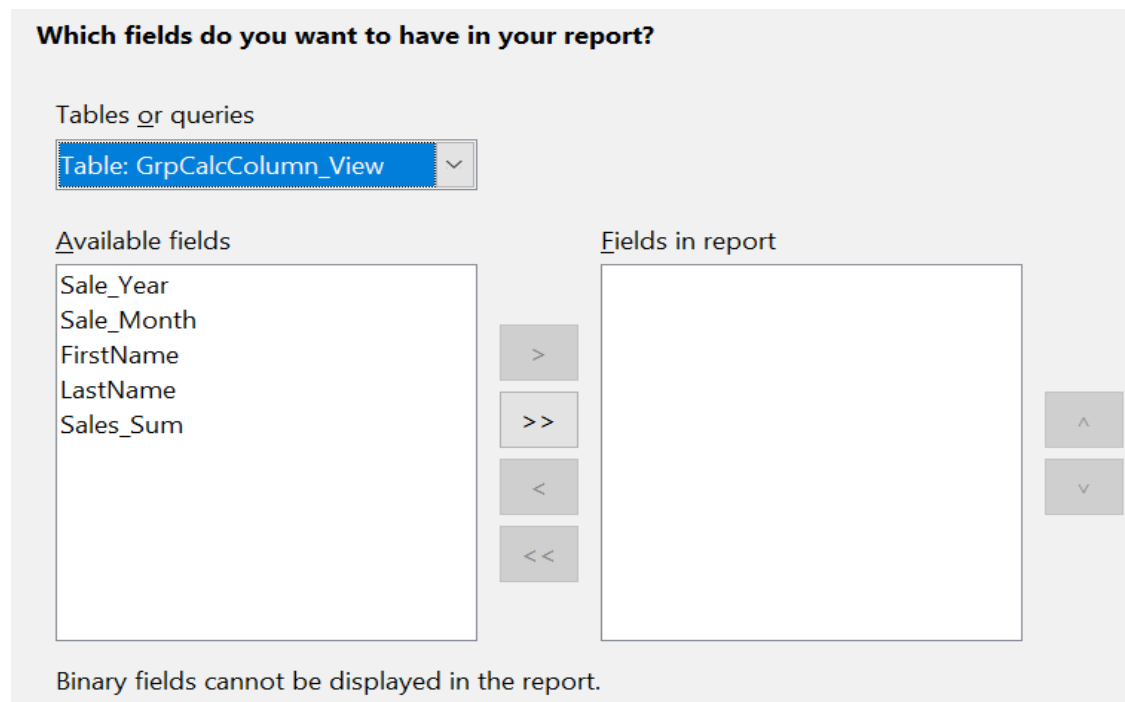 Which fields do you want to have in your report?
Tables or queries
Table: GrpCalcColumn_View
Available fields
Fields in report
Sale_Year
Sale_Month
FirstName
LastName
Sales_Sum
>
>>
<
<<
^
v
Binary fields cannot be displayed in the report.